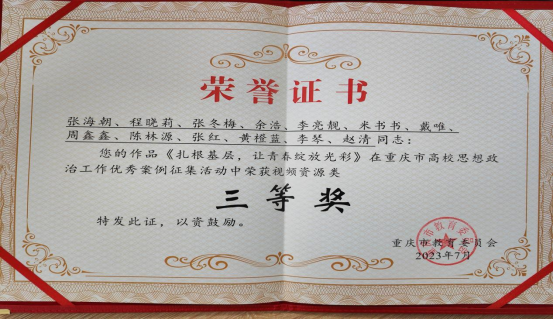 荣誉证书
张海朝、程晓莉、张冬梅、余浩、李亮靓、米书书、戴唯、
周鑫鑫、陈林源、张红、黄橙蓝、李琴、赵清同志：
您的作品《扎根基层，让青春绽放光彩》在重庆市高校思想政
治工作优秀案例征集活动中荣获视频资源类
三等奖
特发此证，以资鼓励。
重庆市教育委员会
2023年7月